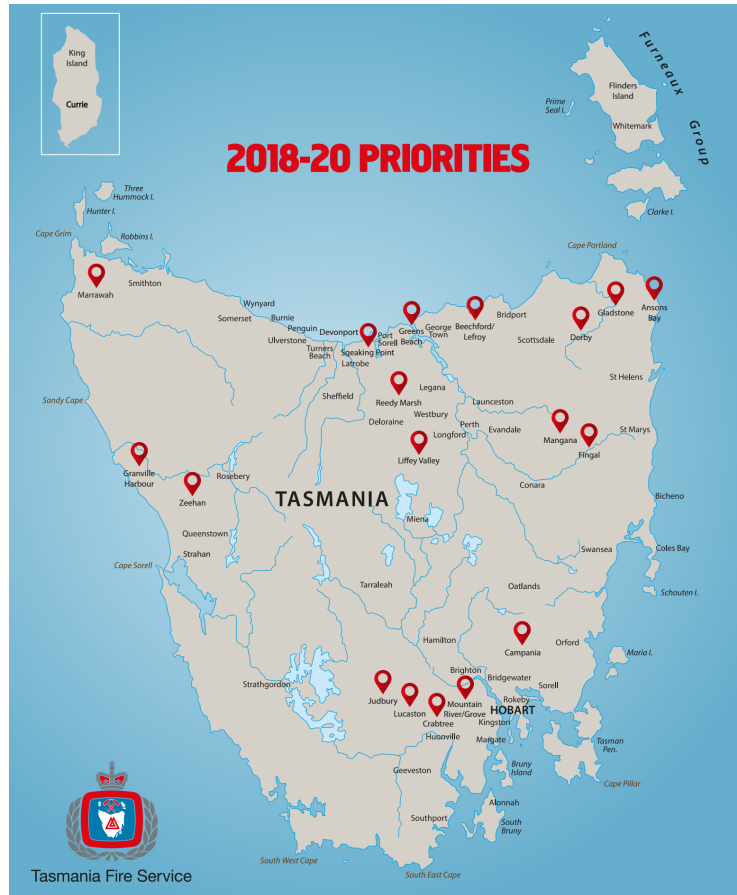 King
Island
Currie
Furneaux
Group
Flinders
Island
Prime
Seal I.
Whitemark
2018-20 PRIORITIES
Clarke I.
Three
Hummock I.
Hunter I.
Cape Grim
Robbins I.
Cape Portland
Marrawah
Smithton
Wynyard
Somerset
Burnie
Penguin
Ulverstone
Turners
Beach
Devonport
Port
Sorell
Sqeaking Point
Latrobe
Greens
Beach
George
Town
Beechford/
Lefroy
Bridport
Scottsdale
Derby
Gladstone
Ansons
Bay
Sheffield
Reedy Marsh
Legana
St Helens
Sandy Cape
Deloraine
Westbury
Launceston
Longford
Perth
Evandale
Mangana
Fingal
St Marys
Liffey Valley
Granville
Harbour
Zeehan
Rosebery
Conara
TASMANIA
Bicheno
Miena
Queenstown
Strahan
Cape Sorell
Swansea
Coles Bay
Tarraleah
Oatlands
Schouten I.
Hamilton
Campania
Orford
Maria I.
Strathgordon
Brighton
Bridgewater
Sorell
Judbury
Lucaston
Crabtree
Mountain
River/Grove
Rokeby
HOBART
Kingston
Huonville
Margate
Tasman
Pen.
Geeveston
Bruny
Island
Cape Pillar
Alonnah
Southport
South
Bruny
South West Cape
South East Cape
Tasmania Fire Service